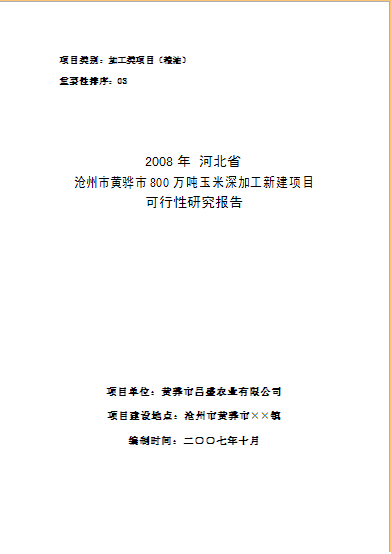 项目类别：加工类项目（粮油）
重要性排序：03
2008 年 河北省
沧州市黄骅市 800 万吨玉米深加工新建项目
可行性研究报告
项目单位：黄骅市吕盛农业有限公司
项目建设地点：沧州市黄骅市××镇
编制时间：二〇〇七年十月